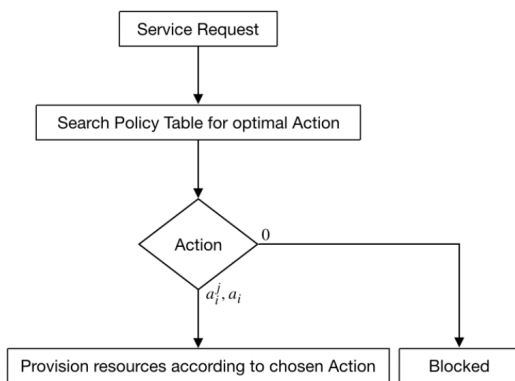 Service Request
Search Policy Table for optimal Action
Action
0
a_i^j, a_i
Provision resources according to chosen Action
Blocked